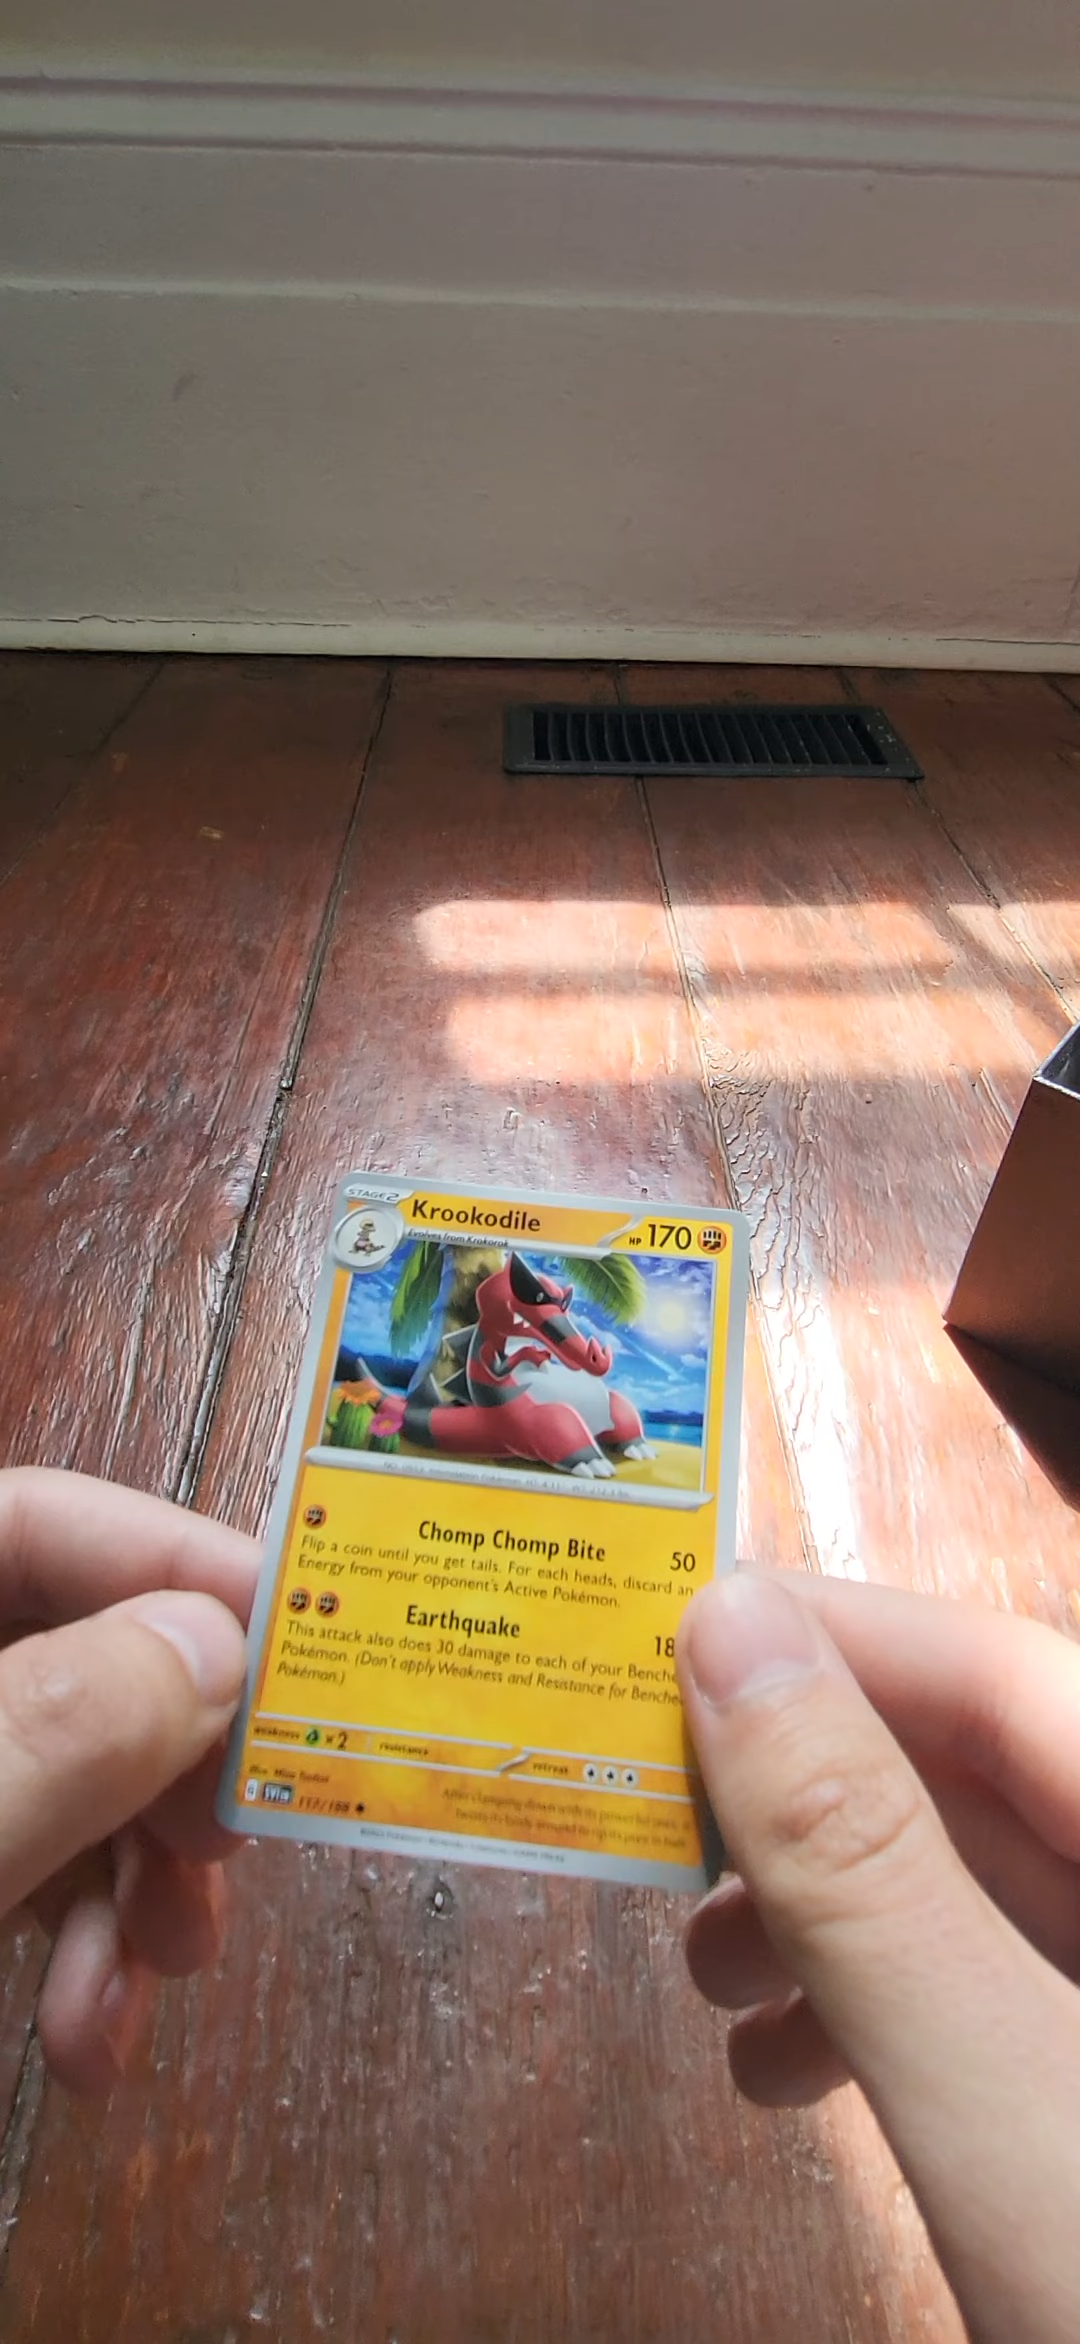 STAGE 2
Krookodile
HP 170
Evolves from Krokorok
Chomp Chomp Bite 50
Flip a coin until you get tails. For each heads, discard an
Energy from your opponent's Active Pokémon.
Earthquake 18
This attack also does 30 damage to each of your Benche
Pokémon. (Don't apply Weakness and Resistance for Benche
Pokémon.)
weakness ×2 resistance retreat